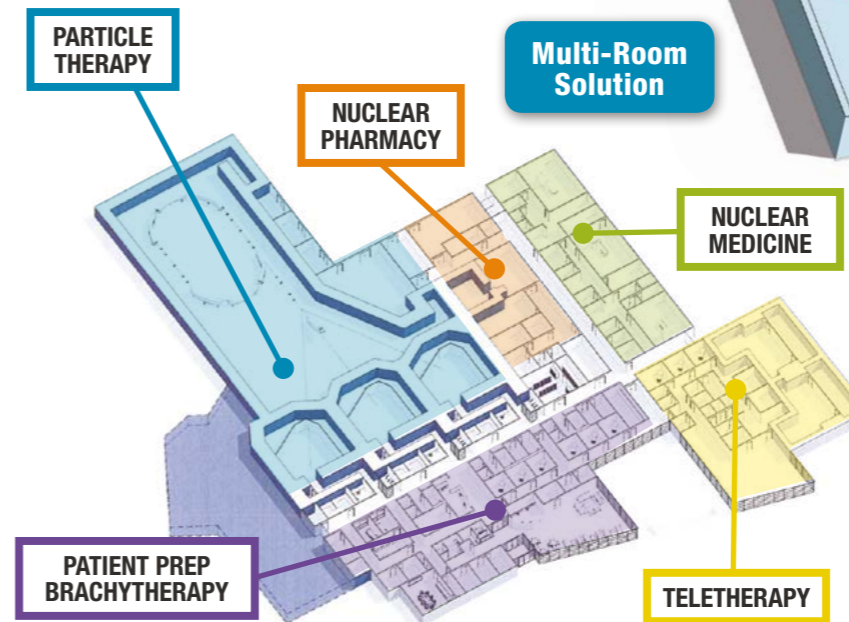 PARTICLE
THERAPY
Multi-Room
Solution
NUCLEAR
PHARMACY
NUCLEAR
MEDICINE
PATIENT PREP
BRACHYTHERAPY
TELETHERAPY